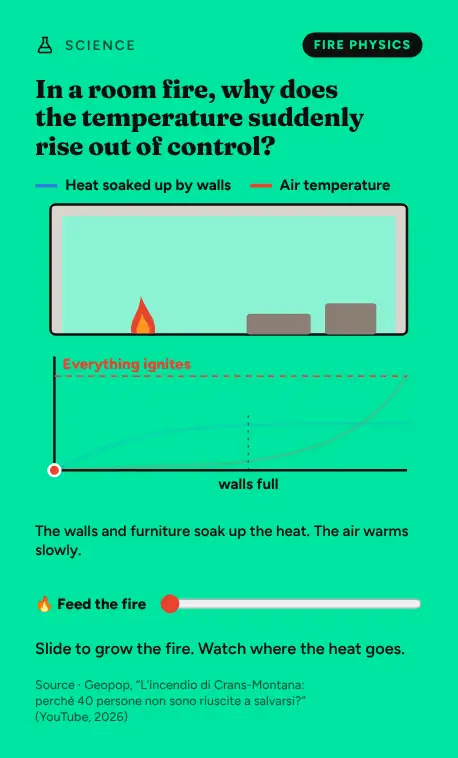 SCIENCE
FIRE PHYSICS
In a room fire, why does
the temperature suddenly
rise out of control?
Heat soaked up by walls
Air temperature
Everything ignites
walls full
The walls and furniture soak up the heat. The air warms
slowly.
🔥 Feed the fire
Slide to grow the fire. Watch where the heat goes.
Source · Geopop, “L’incendio di Crans-Montana:
perché 40 persone non sono riuscite a salvarsi?”
(YouTube, 2026)